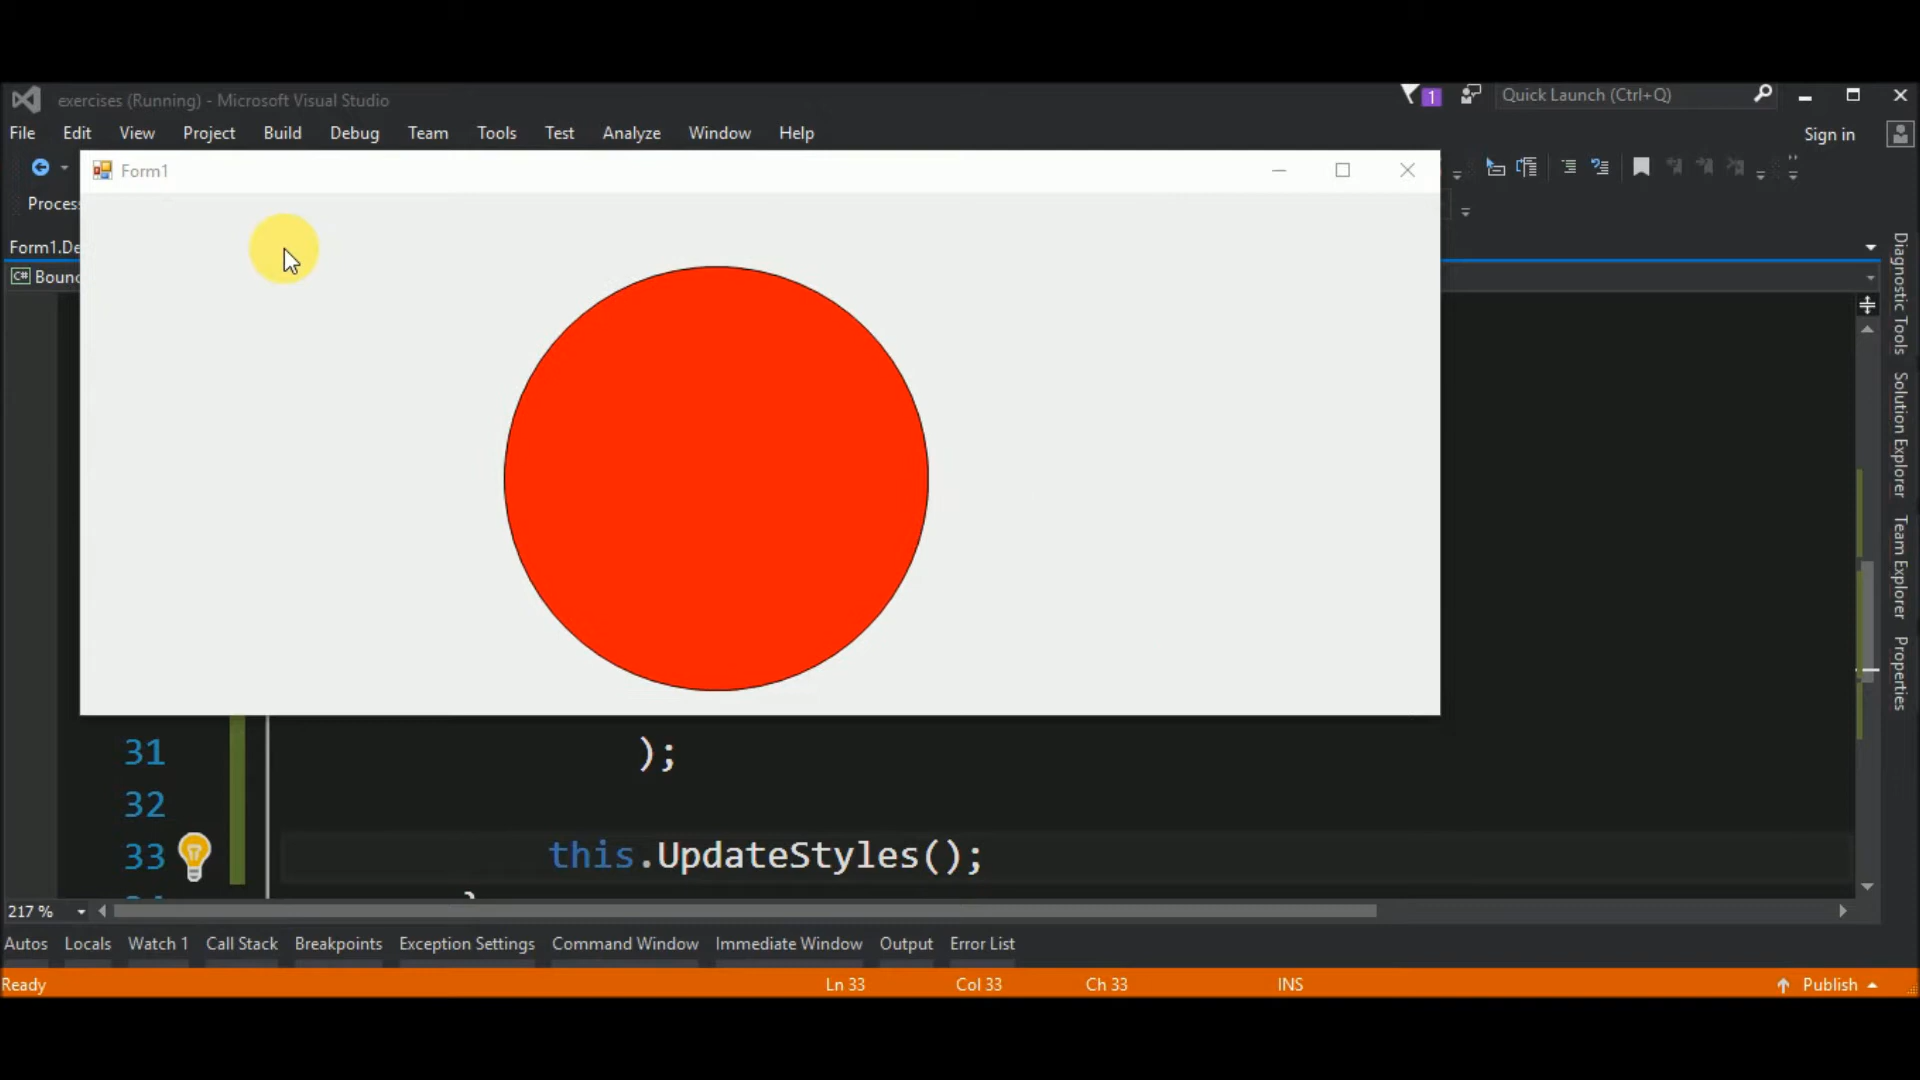 exercises (Running) - Microsoft Visual Studio
1
Quick Launch (Ctrl+Q)
File Edit View Project Build Debug Team Tools Test Analyze Window Help
Sign in
Form1
Proces
Form1.De
C# Boun
Diagnostic Tools
Solution Explorer
Team Explorer
Properties
31 );
32
33 this.UpdateStyles();
217 %
Autos Locals Watch 1 Call Stack Breakpoints Exception Settings Command Window Immediate Window Output Error List
Ready Ln 33 Col 33 Ch 33 INS Publish